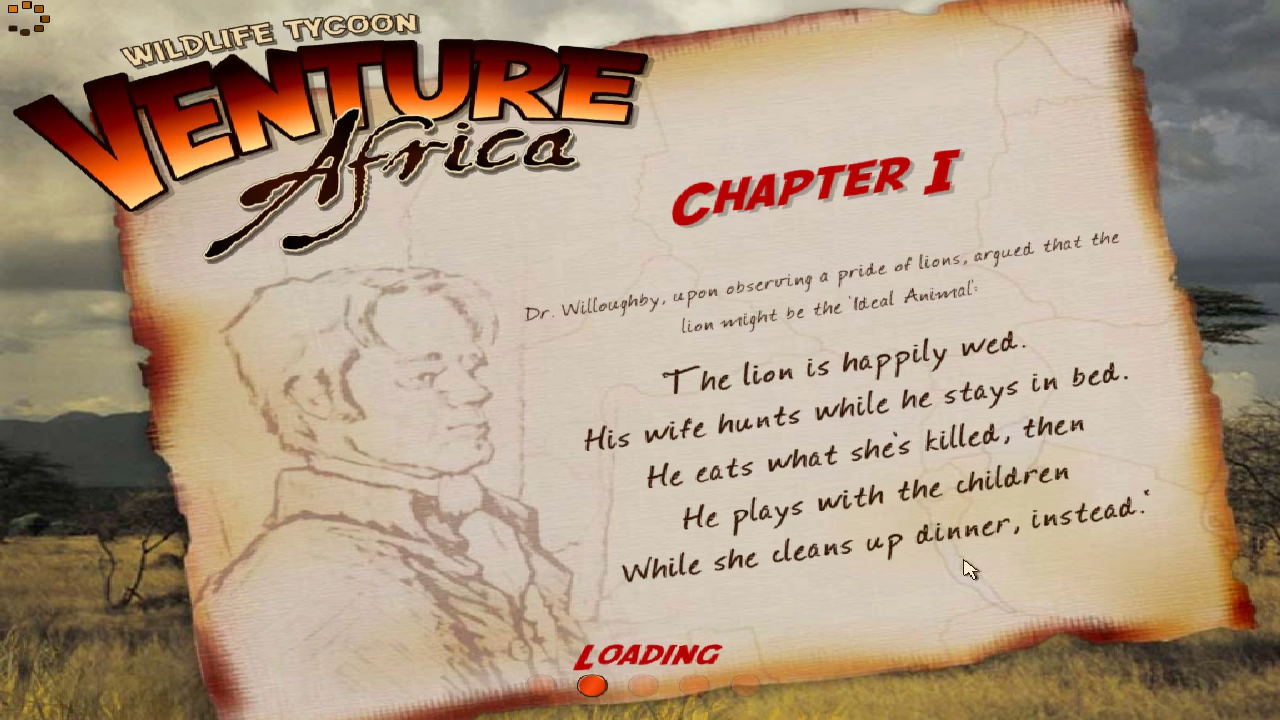 WILDLIFE TYCOON
VENTURE
Africa
CHAPTER I
Dr. Willoughby, upon observing a pride of lions, argued that the
lion might be the 'Ideal Animal':
The lion is happily wed.
His wife hunts while he stays in bed.
He eats what she's killed, then
He plays with the children
While she cleans up dinner, instead."
LOADING